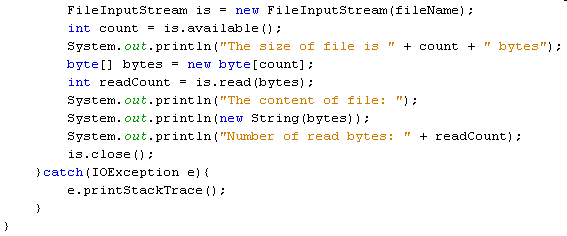 FileInputStream is = new FileInputStream(fileName);
int count = is.available();
System.out.println("The size of file is " + count + " bytes");
byte[] bytes = new byte[count];
int readCount = is.read(bytes);
System.out.println("The content of file: ");
System.out.println(new String(bytes));
System.out.println("Number of read bytes: " + readCount);
is.close();
}catch(IOException e){
e.printStackTrace();
}
}